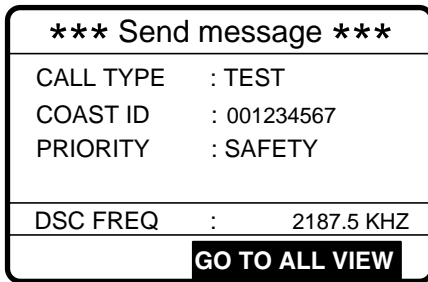 *** Send message ***
CALL TYPE : TEST
COAST ID : 001234567
PRIORITY : SAFETY
DSC FREQ : 2187.5 KHZ
GO TO ALL VIEW